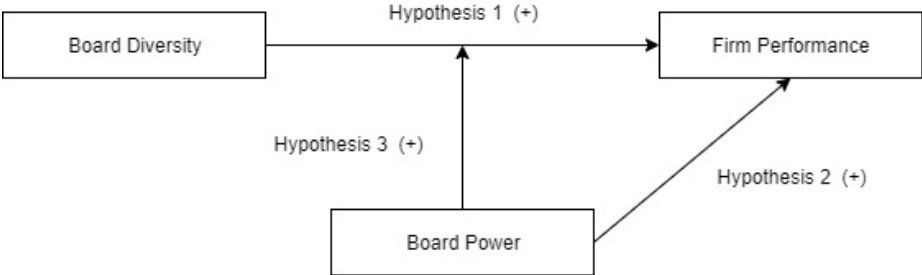 Hypothesis 1 (+)
Board Diversity
Firm Performance
Hypothesis 3 (+)
Hypothesis 2 (+)
Board Power